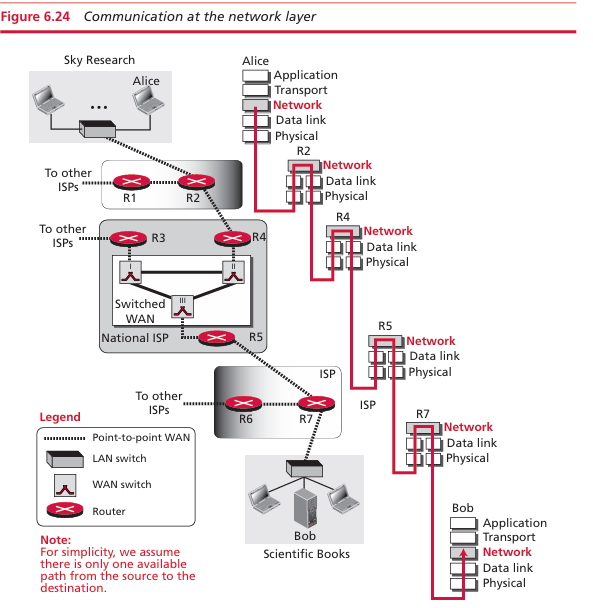 Figure 6.24 Communication at the network layer
Sky Research
Alice
Alice
Application
Transport
Network
Data link
Physical
To other
ISPs
R1
R2
R2
Network
Data link
Physical
To other
ISPs
R3
R4
R4
Network
Data link
Physical
I
II
III
Switched
WAN
National ISP
R5
R5
Network
Data link
Physical
ISP
To other
ISPs
R6
R7
ISP
R7
Network
Data link
Physical
Legend
Point-to-point WAN
LAN switch
WAN switch
Router
Bob
Scientific Books
Bob
Application
Transport
Network
Data link
Physical
Note:
For simplicity, we assume
there is only one available
path from the source to the
destination.